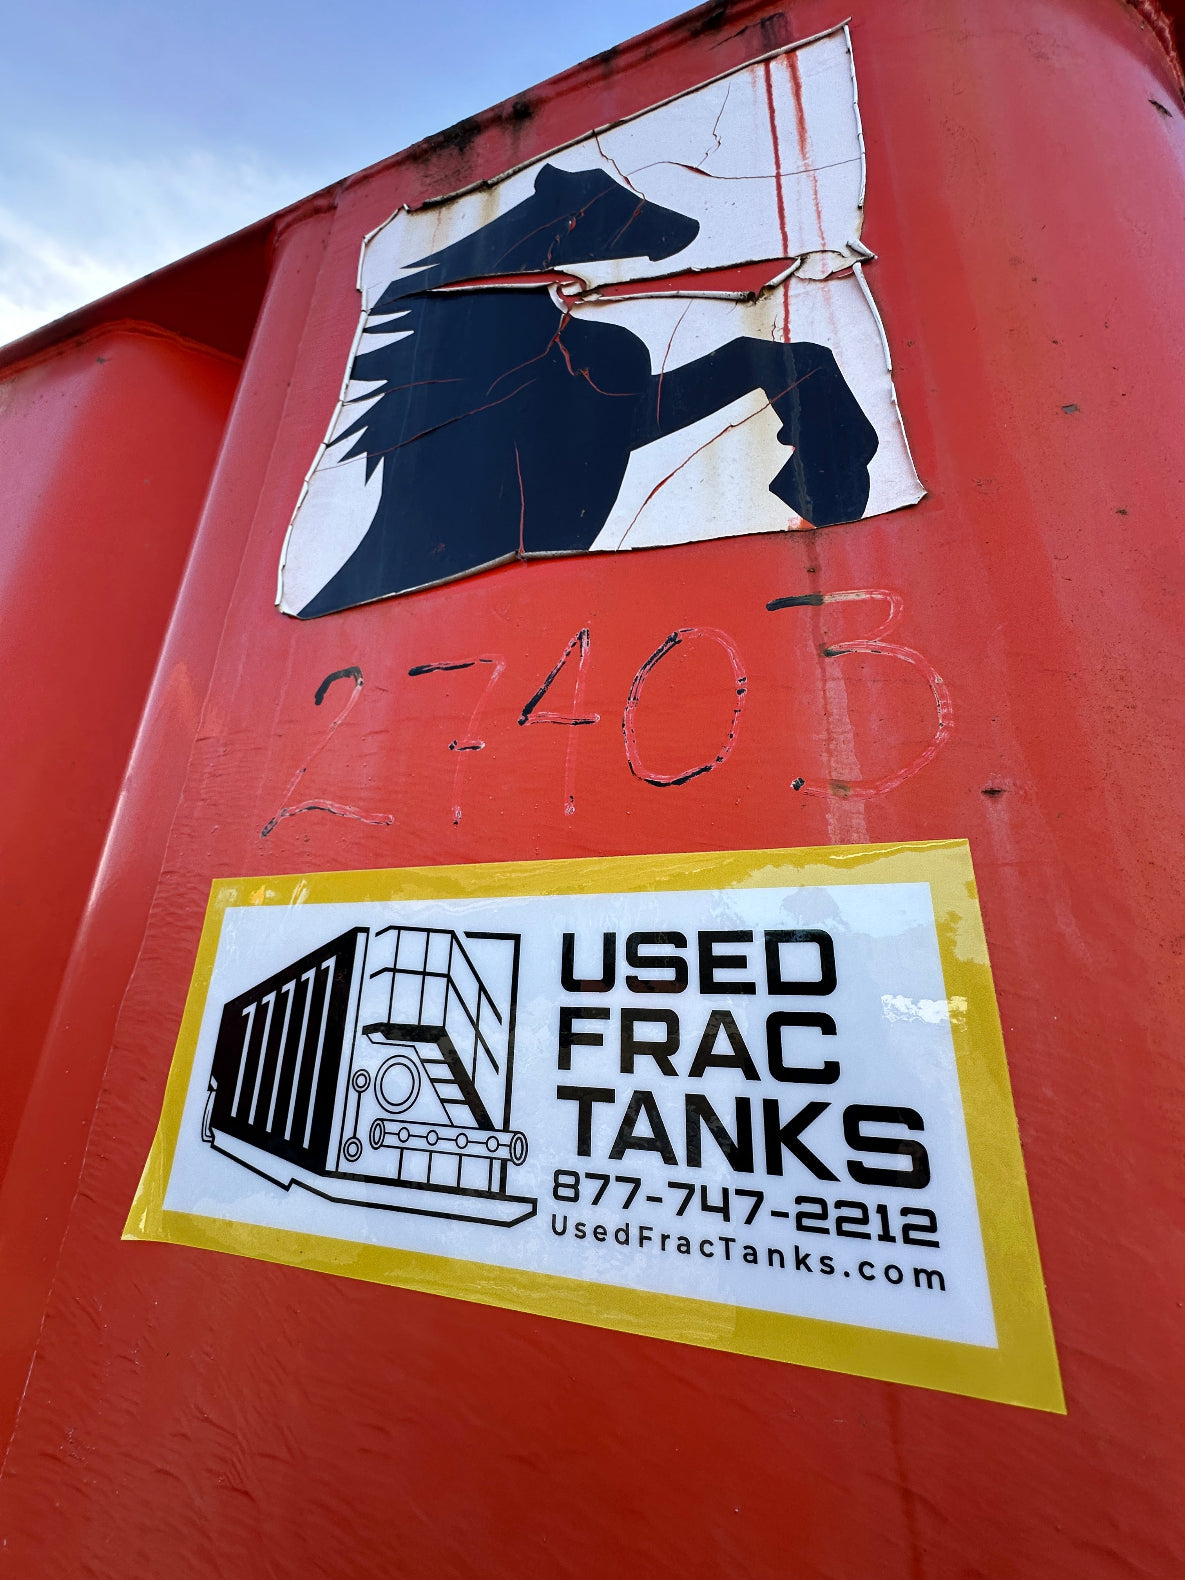 27403
USED
FRAC
TANKS
877-747-2212
UsedFracTanks.com